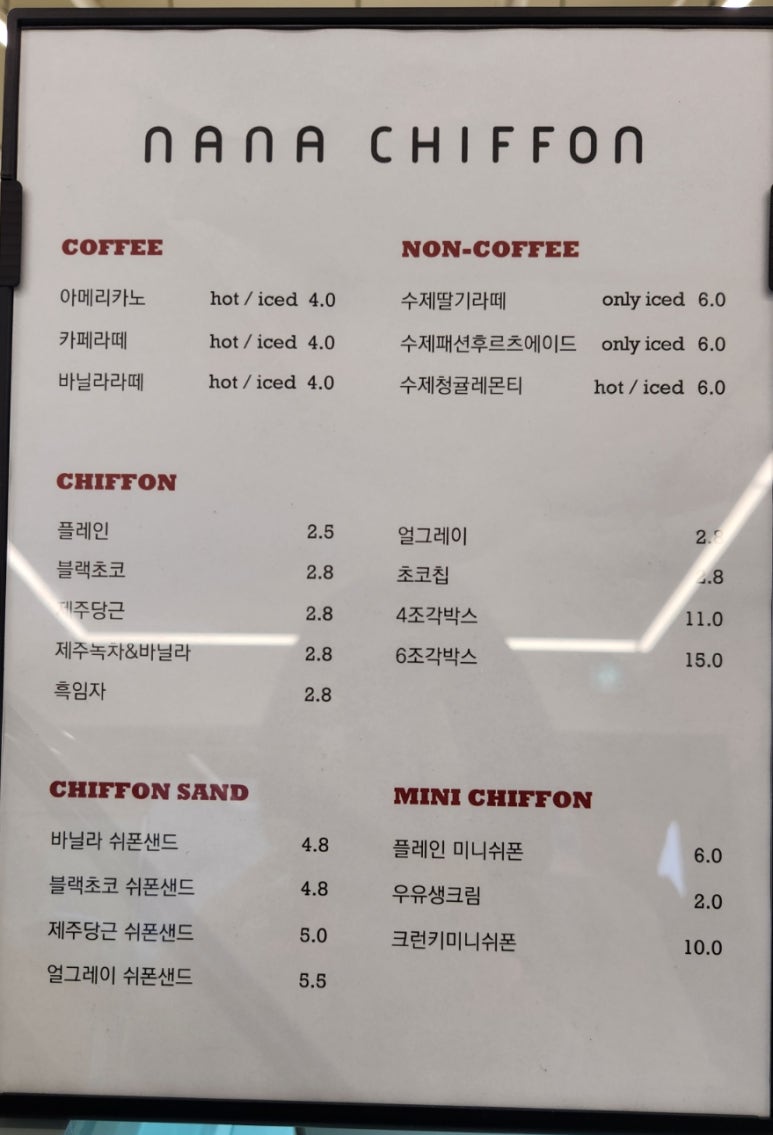 NANA CHIFFON
COFFEE
아메리카노 hot / iced 4.0
카페라떼 hot / iced 4.0
바닐라라떼 hot / iced 4.0
NON-COFFEE
수제딸기라떼 only iced 6.0
수제패션후르츠에이드 only iced 6.0
수제청귤레몬티 hot / iced 6.0
CHIFFON
플레인 2.5
블랙초코 2.8
제주당근 2.8
제주녹차&바닐라 2.8
흑임자 2.8
얼그레이 2.8
초코칩 2.8
4조각박스 11.0
6조각박스 15.0
CHIFFON SAND
바닐라 쉬폰샌드 4.8
블랙초코 쉬폰샌드 4.8
제주당근 쉬폰샌드 5.0
얼그레이 쉬폰샌드 5.5
MINI CHIFFON
플레인 미니쉬폰 6.0
우유생크림 2.0
크런키미니쉬폰 10.0